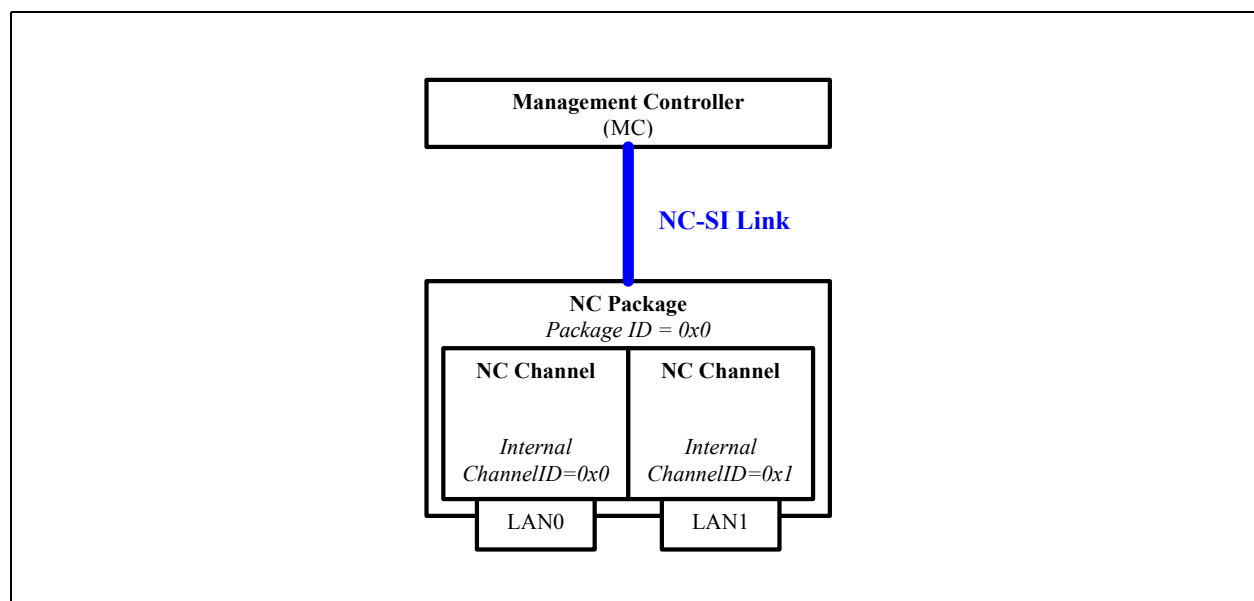 Management Controller
(MC)
NC-SI Link
NC Package
Package ID = 0x0
NC Channel
NC Channel
Internal
ChannelID=0x0
Internal
ChannelID=0x1
LAN0
LAN1